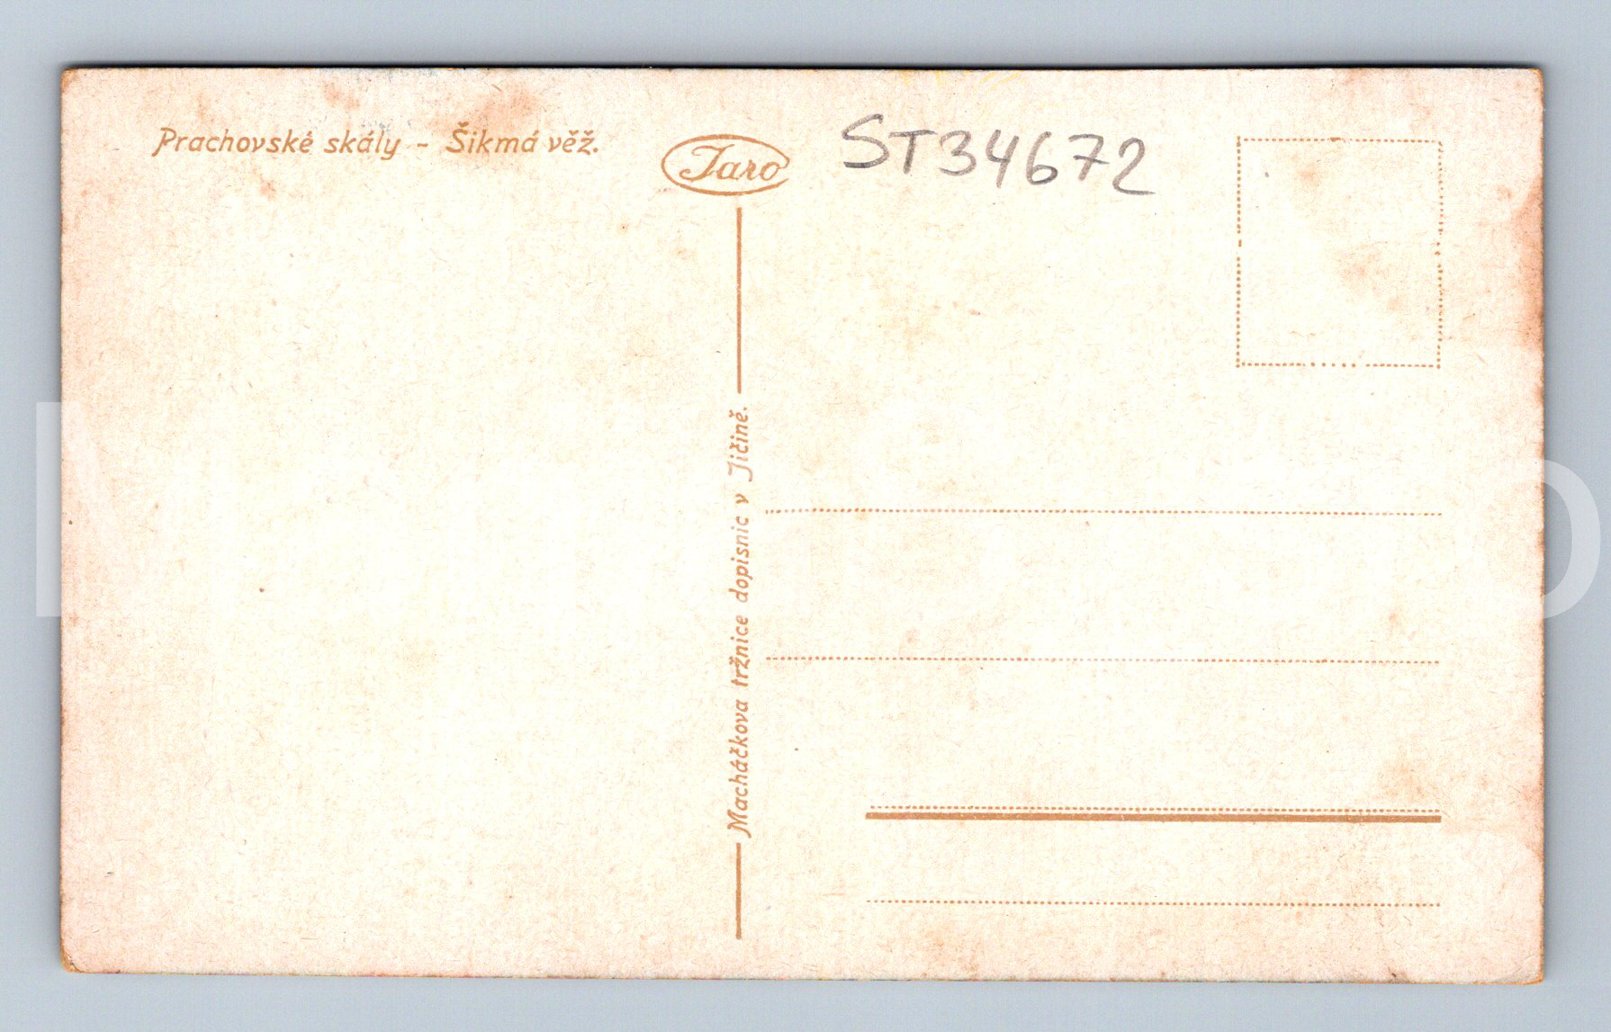 Prachovské skály - Šikmá věž.
Jaro
ST34672
Macháčkova tržnice dopisnic v Jičíně.